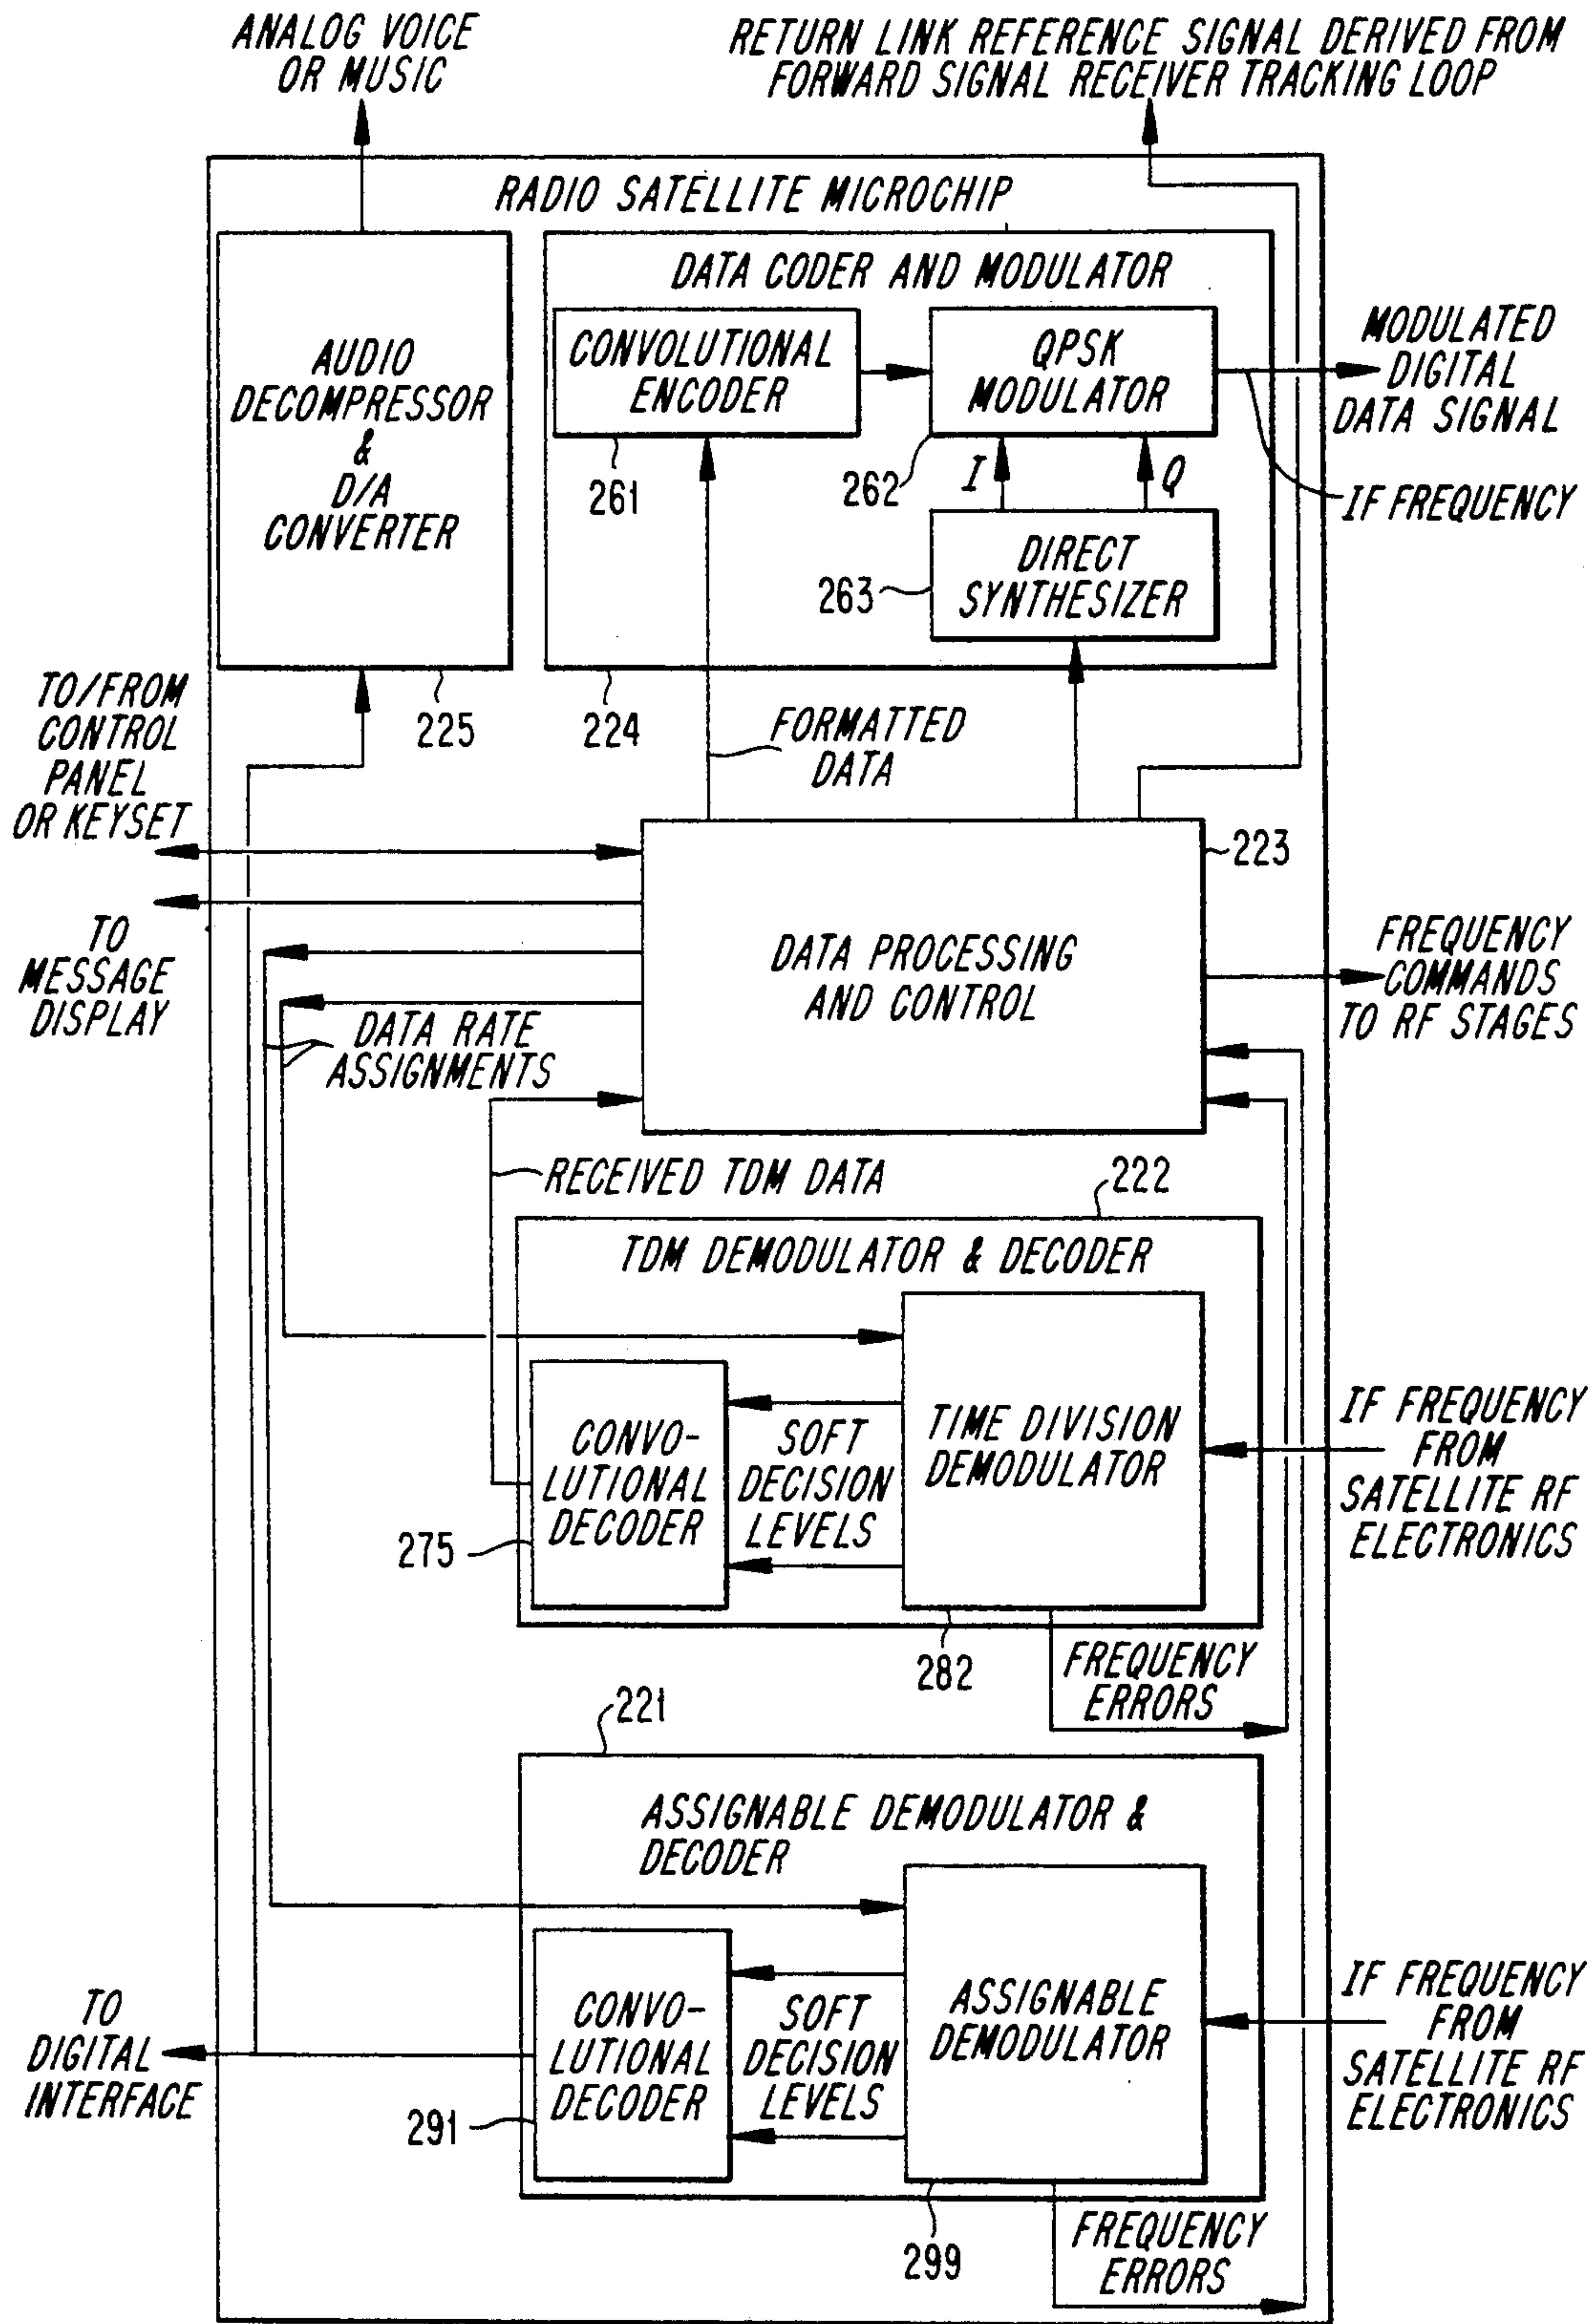 ANALOG VOICE
OR MUSIC
RETURN LINK REFERENCE SIGNAL DERIVED FROM
FORWARD SIGNAL RECEIVER TRACKING LOOP
RADIO SATELLITE MICROCHIP
AUDIO
DECOMPRESSOR
&
D/A
CONVERTER
225
DATA CODER AND MODULATOR
CONVOLUTIONAL
ENCODER
261
QPSK
MODULATOR
262
I
Q
DIRECT
SYNTHESIZER
263
224
MODULATED
DIGITAL
DATA SIGNAL
IF FREQUENCY
TO/FROM
CONTROL
PANEL
OR KEYSET
FORMATTED
DATA
TO
MESSAGE
DISPLAY
DATA PROCESSING
AND CONTROL
223
FREQUENCY
COMMANDS
TO RF STAGES
DATA RATE
ASSIGNMENTS
RECEIVED TDM DATA
222
TDM DEMODULATOR & DECODER
CONVO-
LUTIONAL
DECODER
275
SOFT
DECISION
LEVELS
TIME DIVISION
DEMODULATOR
282
IF FREQUENCY
FROM
SATELLITE RF
ELECTRONICS
FREQUENCY
ERRORS
221
ASSIGNABLE DEMODULATOR &
DECODER
CONVO-
LUTIONAL
DECODER
291
SOFT
DECISION
LEVELS
ASSIGNABLE
DEMODULATOR
299
IF FREQUENCY
FROM
SATELLITE RF
ELECTRONICS
TO
DIGITAL
INTERFACE
FREQUENCY
ERRORS